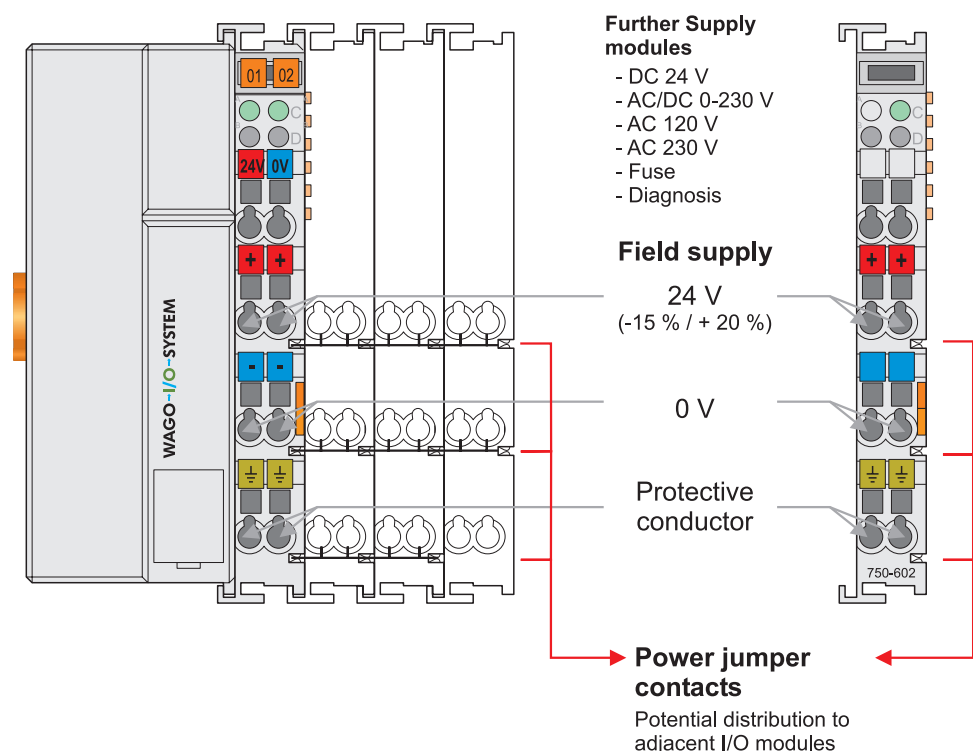 Further Supply
modules
- DC 24 V
- AC/DC 0-230 V
- AC 120 V
- AC 230 V
- Fuse
- Diagnosis
01 02
A
C
B
D
24V 0V
+ +
- -
WAGO-I/O-SYSTEM
Field supply
24 V
(-15 % / + 20 %)
0 V
Protective
conductor
A
C
B
D
+ +
750-602
Power jumper
contacts
Potential distribution to
adjacent I/O modules